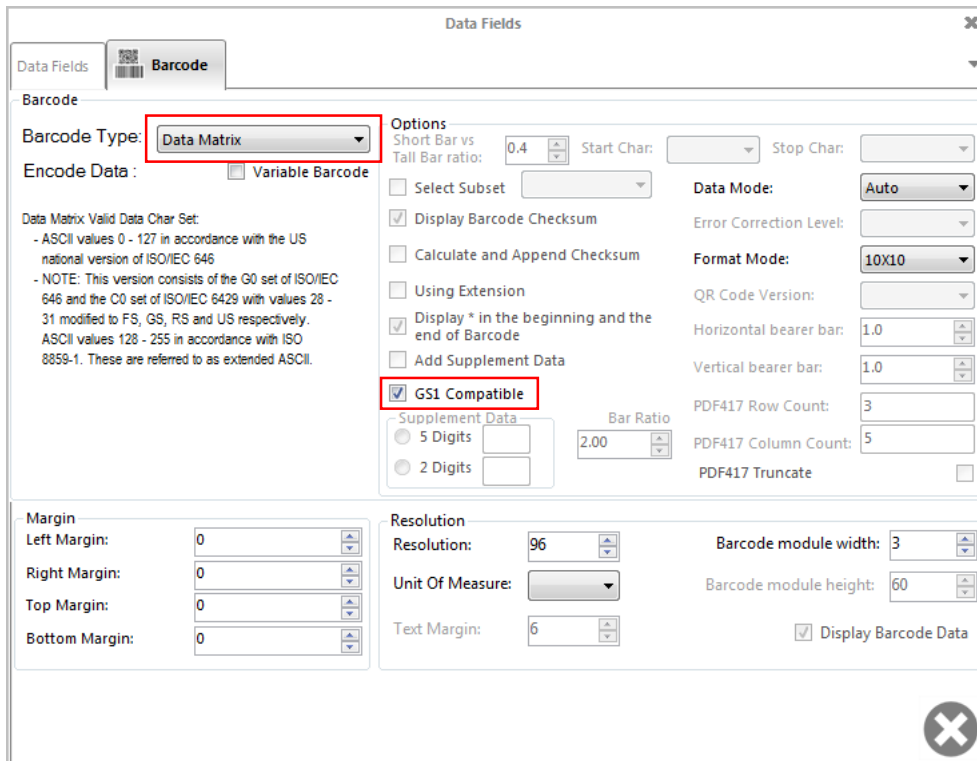 Data Fields
Data Fields
Barcode
Barcode
Barcode Type:
Data Matrix
Encode Data :
Variable Barcode
Data Matrix Valid Data Char Set:
- ASCII values 0 - 127 in accordance with the US
national version of ISO/IEC 646
- NOTE: This version consists of the G0 set of ISO/IEC
646 and the C0 set of ISO/IEC 6429 with values 28 -
31 modified to FS, GS, RS and US respectively.
ASCII values 128 - 255 in accordance with ISO
8859-1. These are referred to as extended ASCII.
Options
Short Bar vs
Tall Bar ratio:
0.4
Start Char:
Stop Char:
Select Subset
Display Barcode Checksum
Calculate and Append Checksum
Using Extension
Display * in the beginning and the
end of Barcode
Add Supplement Data
GS1 Compatible
Supplement Data
5 Digits
2 Digits
Bar Ratio
2.00
Data Mode:
Auto
Error Correction Level:
Format Mode:
10X10
QR Code Version:
Horizontal bearer bar:
1.0
Vertical bearer bar:
1.0
PDF417 Row Count:
3
PDF417 Column Count:
5
PDF417 Truncate
Margin
Left Margin:
0
Right Margin:
0
Top Margin:
0
Bottom Margin:
0
Resolution
Resolution:
96
Unit Of Measure:
Text Margin:
6
Barcode module width:
3
Barcode module height:
60
Display Barcode Data